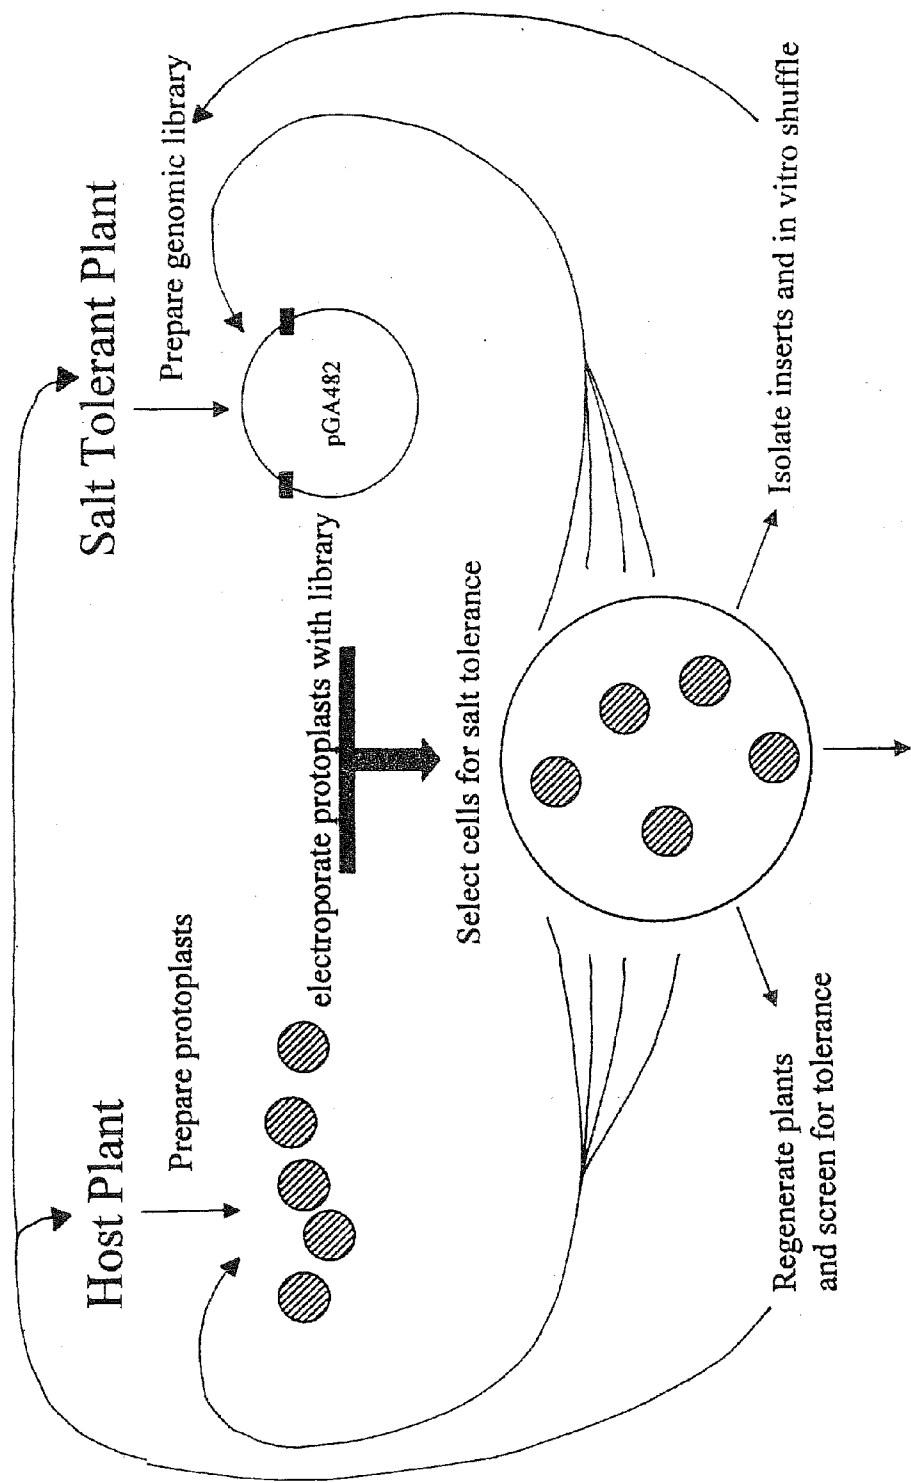 Host Plant
Salt Tolerant Plant
Prepare protoplasts
Prepare genomic library
pGA482
electroporate protoplasts with library
Select cells for salt tolerance
Regenerate plants
and screen for tolerance
Isolate inserts and in vitro shuffle